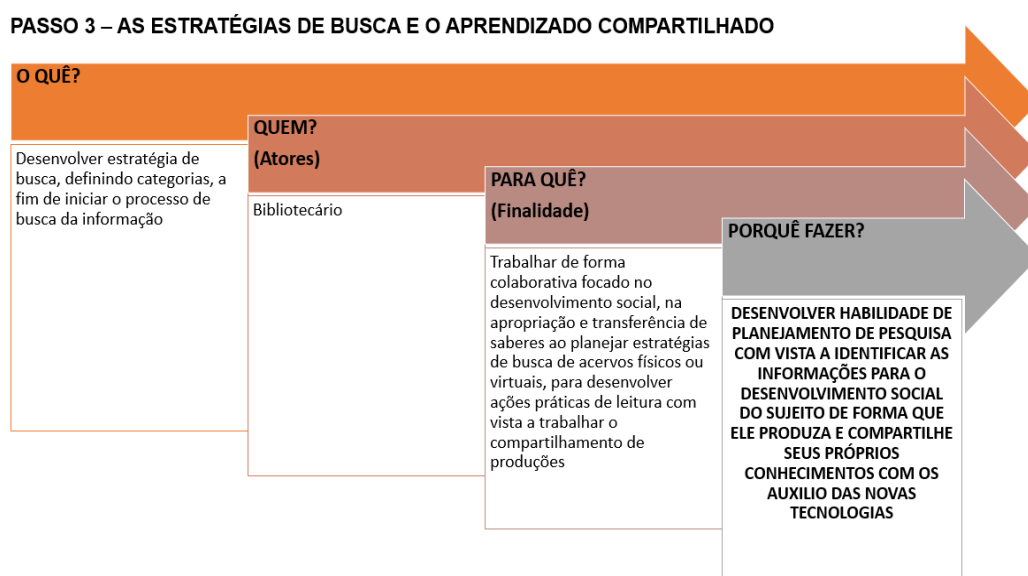 PASSO 3 – AS ESTRATÉGIAS DE BUSCA E O APRENDIZADO COMPARTILHADO
O QUÊ?
Desenvolver estratégia de
busca, definindo categorias, a
fim de iniciar o processo de
busca da informação
QUEM?
(Atores)
Bibliotecário
PARA QUÊ?
(Finalidade)
Trabalhar de forma
colaborativa focado no
desenvolvimento social, na
apropriação e transferência de
saberes ao planejar estratégias
de busca de acervos físicos ou
virtuais, para desenvolver
ações práticas de leitura com
vista a trabalhar o
compartilhamento de
produções
PORQUÊ FAZER?
DESENVOLVER HABILIDADE DE
PLANEJAMENTO DE PESQUISA
COM VISTA A IDENTIFICAR AS
INFORMAÇÕES PARA O
DESENVOLVIMENTO SOCIAL
DO SUJEITO DE FORMA QUE
ELE PRODUZA E COMPARTILHE
SEUS PRÓPRIOS
CONHECIMENTOS COM OS
AUXILIO DAS NOVAS
TECNOLOGIAS